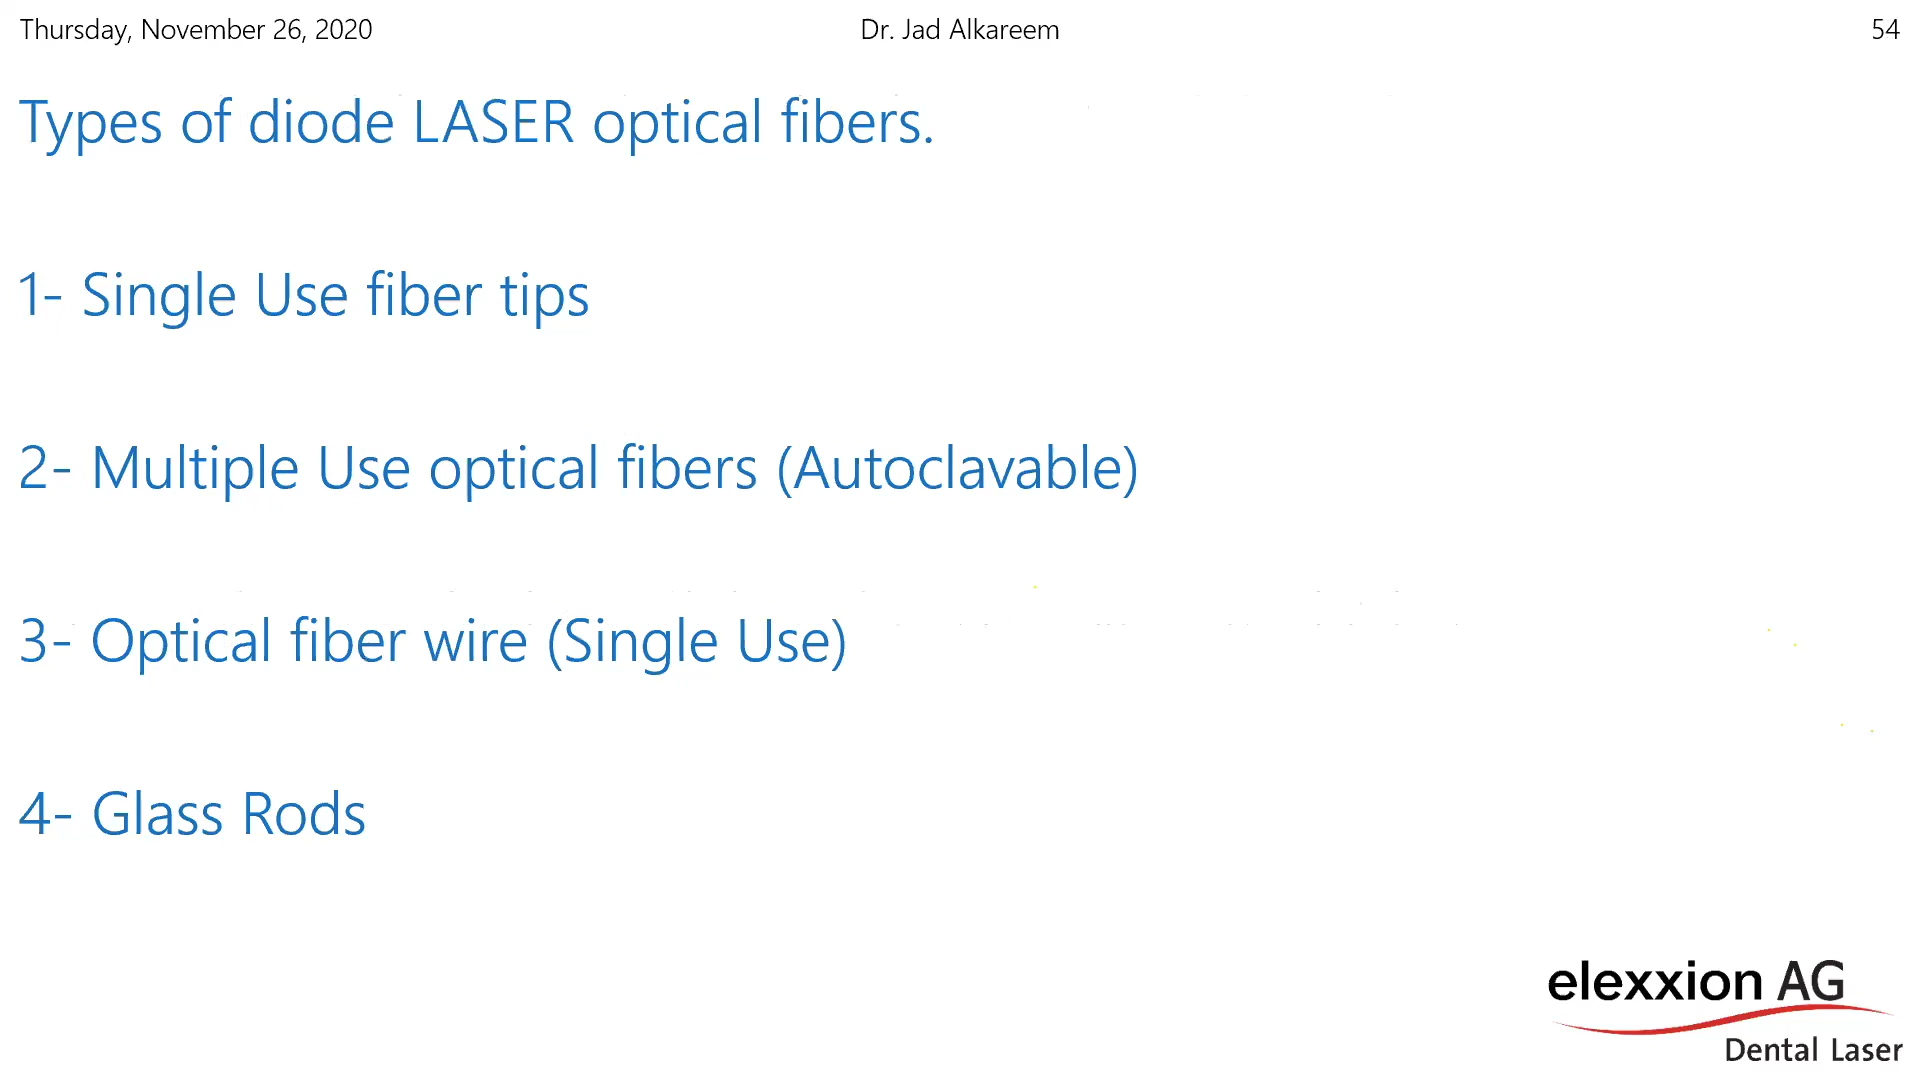 Thursday, November 26, 2020
Dr. Jad Alkareem
54
Types of diode LASER optical fibers.
1- Single Use fiber tips
2- Multiple Use optical fibers (Autoclavable)
3- Optical fiber wire (Single Use)
4- Glass Rods
elexxion AG
Dental Laser